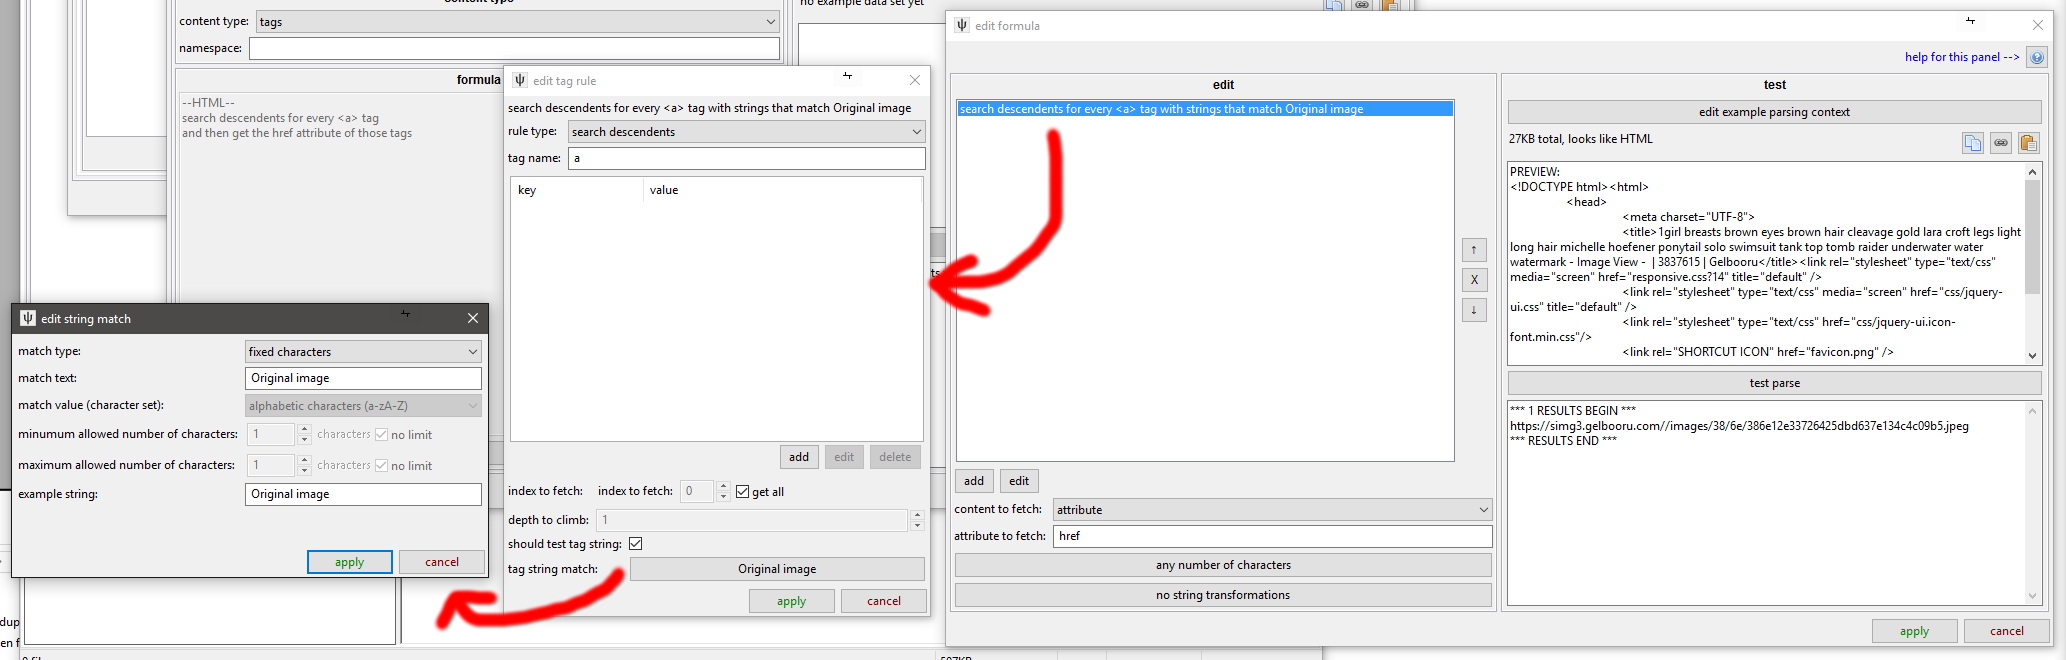 content type
content type:
tags
namespace:
no example data set yet
formula
--HTML--
search descendents for every <a> tag
and then get the href attribute of those tags
edit tag rule
search descendents for every <a> tag with strings that match Original image
rule type:
search descendents
tag name:
a
key
value
add
edit
delete
index to fetch:
index to fetch:
0
get all
depth to climb:
1
should test tag string:
tag string match:
Original image
apply
cancel
edit string match
match type:
fixed characters
match text:
Original image
match value (character set):
alphabetic characters (a-zA-Z)
minumum allowed number of characters:
1
characters
no limit
maximum allowed number of characters:
1
characters
no limit
example string:
Original image
apply
cancel
edit formula
help for this panel -->
edit
search descendents for every <a> tag with strings that match Original image
↑
X
↓
add
edit
content to fetch:
attribute
attribute to fetch:
href
any number of characters
no string transformations
test
edit example parsing context
27KB total, looks like HTML
PREVIEW:
<!DOCTYPE html><html>
<head>
<meta charset="UTF-8">
<title>1girl breasts brown eyes brown hair cleavage gold lara croft legs light
long hair michelle hoefener ponytail solo swimsuit tank top tomb raider underwater water
watermark - Image View - | 3837615 | Gelbooru</title><link rel="stylesheet" type="text/css"
media="screen" href="responsive.css?14" title="default" />
<link rel="stylesheet" type="text/css" media="screen" href="css/jquery-
ui.css" title="default" />
<link rel="stylesheet" type="text/css" href="css/jquery-ui.icon-
font.min.css"/>
<link rel="SHORTCUT ICON" href="favicon.png" />
test parse
*** 1 RESULTS BEGIN ***
https://simg3.gelbooru.com//images/38/6e/386e12e33726425dbd637e134c4c09b5.jpeg
*** RESULTS END ***
apply
cancel